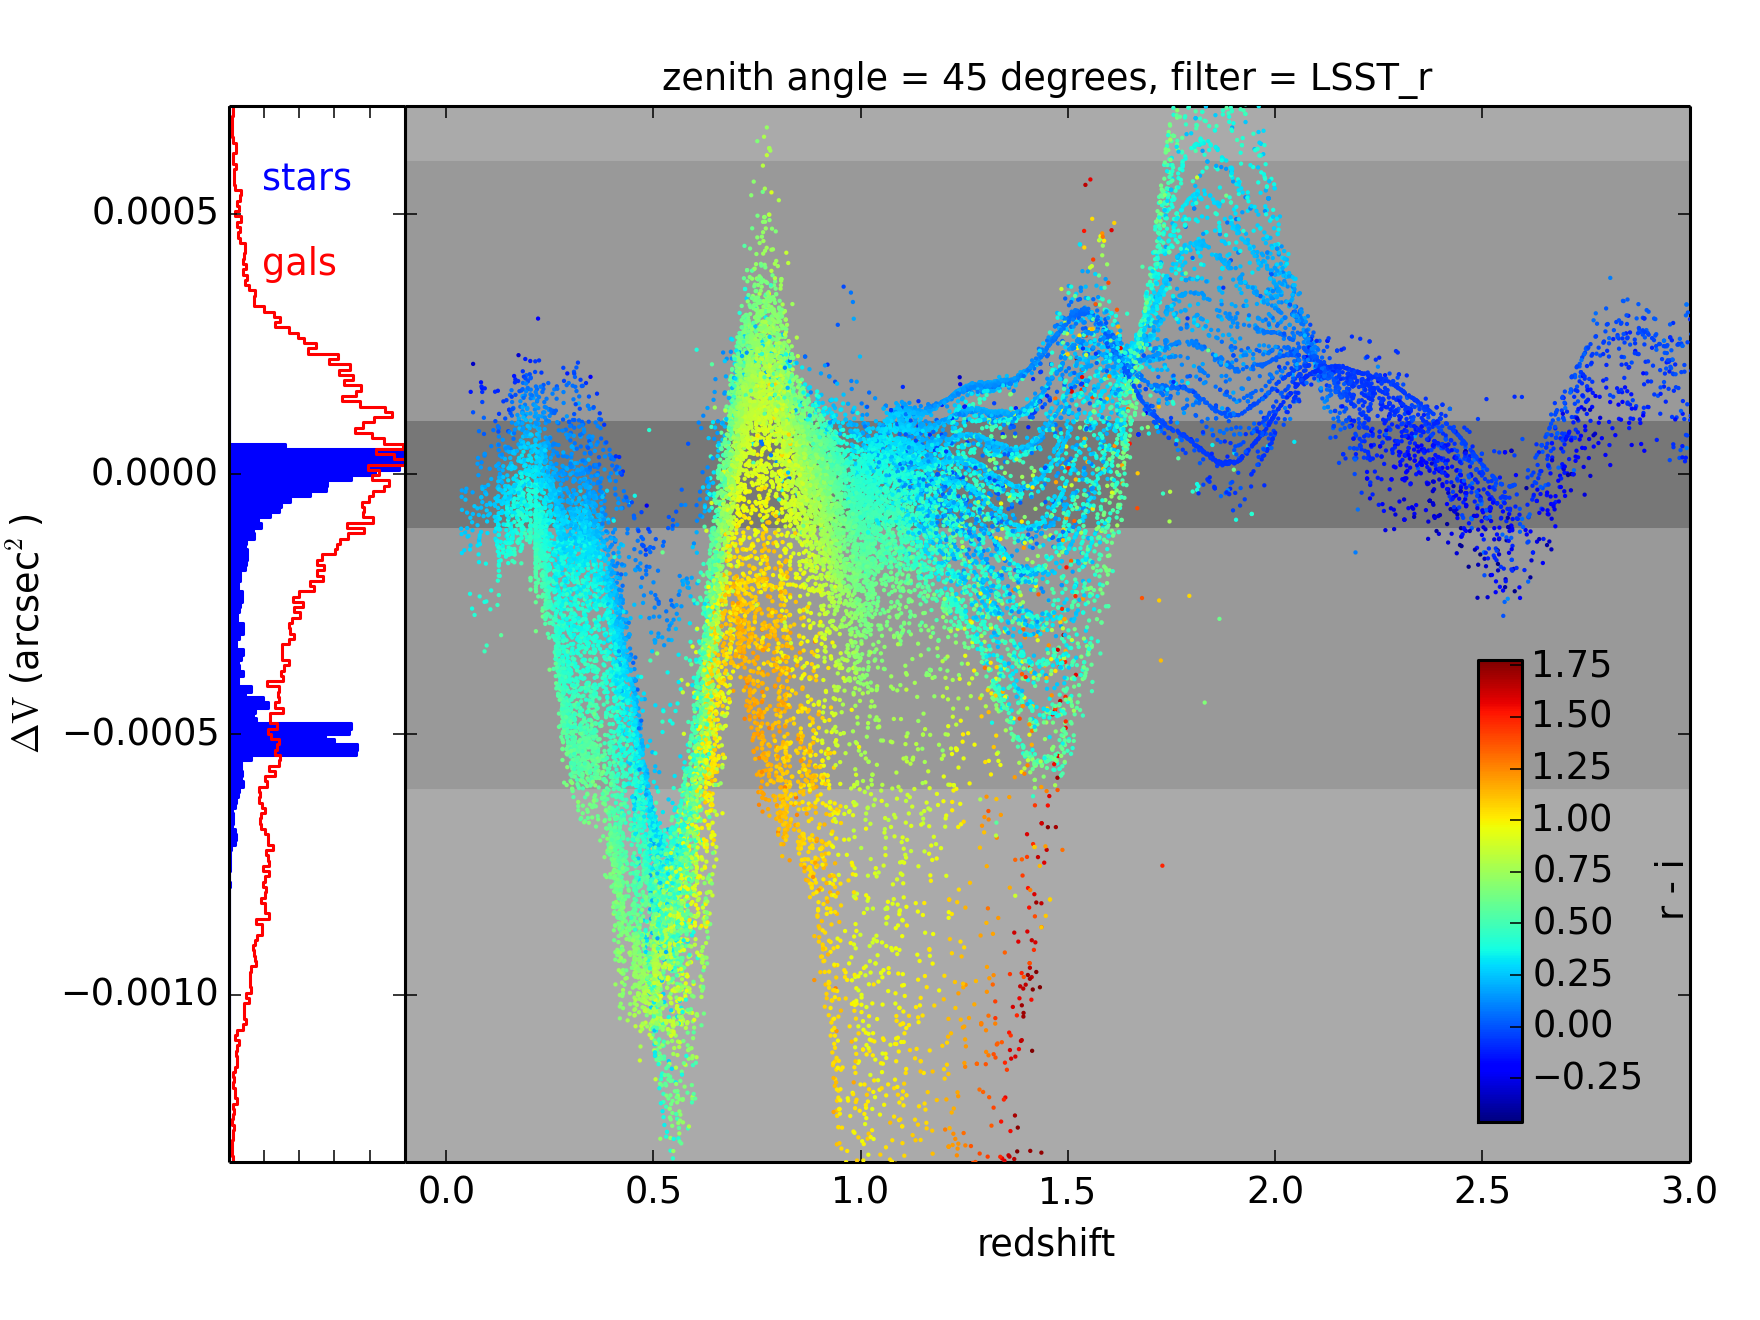 zenith angle = 45 degrees, filter = LSST_r
stars
gals
0.0005
0.0000
−0.0005
−0.0010
ΔV (arcsec²)
1.75
1.50
1.25
1.00
0.75
0.50
0.25
0.00
−0.25
r - i
0.0 0.5 1.0 1.5 2.0 2.5 3.0
redshift